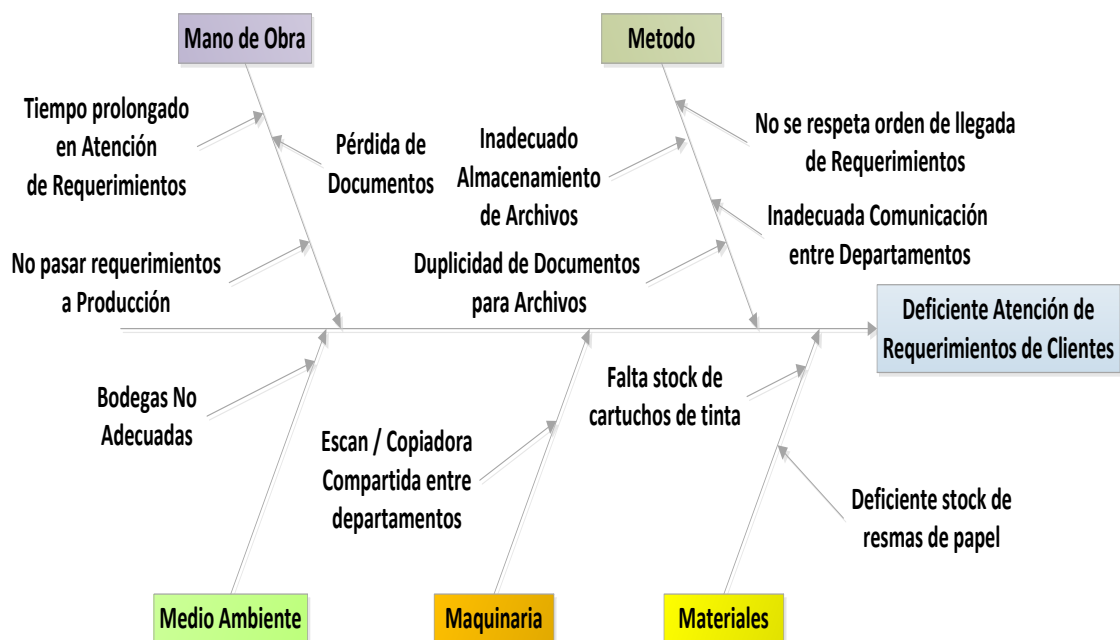 Mano de Obra
Metodo
Tiempo prolongado
en Atención
de Requerimientos
Pérdida de
Documentos
No pasar requerimientos
a Producción
Inadecuado
Almacenamiento
de Archivos
No se respeta orden de llegada
de Requerimientos
Inadecuada Comunicación
entre Departamentos
Duplicidad de Documentos
para Archivos
Deficiente Atención de
Requerimientos de Clientes
Bodegas No
Adecuadas
Escan / Copiadora
Compartida entre
departamentos
Falta stock de
cartuchos de tinta
Deficiente stock de
resmas de papel
Medio Ambiente
Maquinaria
Materiales